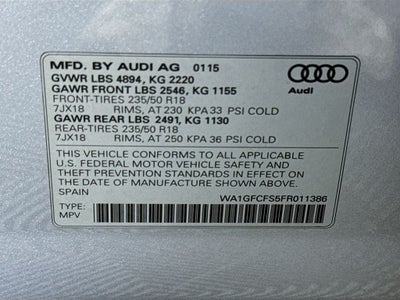 MFD. BY AUDI AG 0115
GVWR LBS 4894, KG 2220
GAWR FRONT LBS 2546, KG 1155
FRONT-TIRES 235/50 R18
7JX18 RIMS, AT 230 KPA 33 PSI COLD
GAWR REAR LBS 2491, KG 1130
REAR-TIRES 235/50 R18
7JX18 RIMS, AT 250 KPA 36 PSI COLD
Audi
THIS VEHICLE CONFORMS TO ALL APPLICABLE
U.S. FEDERAL MOTOR VEHICLE SAFETY AND
THEFT PREVENTION STANDARDS IN EFFECT ON
THE DATE OF MANUFACTURE SHOWN ABOVE.
SPAIN
WA1GFCFS5FR011386
TYPE:
MPV